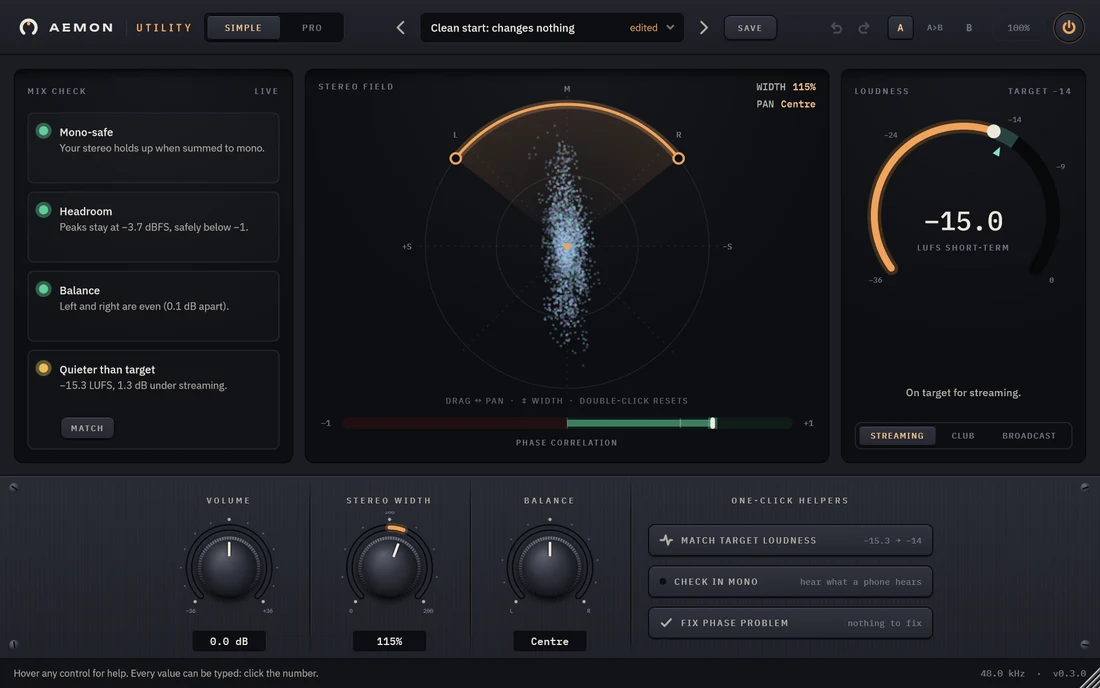 AEMON UTILITY SIMPLE PRO Clean start: changes nothing edited SAVE A A>B B 100%
MIX CHECK LIVE
Mono-safe
Your stereo holds up when summed to mono.
Headroom
Peaks stay at −3.7 dBFS, safely below −1.
Balance
Left and right are even (0.1 dB apart).
Quieter than target
−15.3 LUFS, 1.3 dB under streaming.
MATCH
STEREO FIELD
WIDTH 115%
PAN Centre
M
L R
+S −S
DRAG ↔ PAN · ↕ WIDTH · DOUBLE-CLICK RESETS
−1 +1
PHASE CORRELATION
LOUDNESS TARGET −14
−14
−24
−9
−15.0
LUFS SHORT-TERM
−36 0
On target for streaming.
STREAMING CLUB BROADCAST
VOLUME
−36 +36
0.0 dB
STEREO WIDTH
100
0 200
115%
BALANCE
L R
Centre
ONE-CLICK HELPERS
MATCH TARGET LOUDNESS −15.3 → −14
CHECK IN MONO hear what a phone hears
FIX PHASE PROBLEM nothing to fix
Hover any control for help. Every value can be typed: click the number. 48.0 kHz · v0.3.0